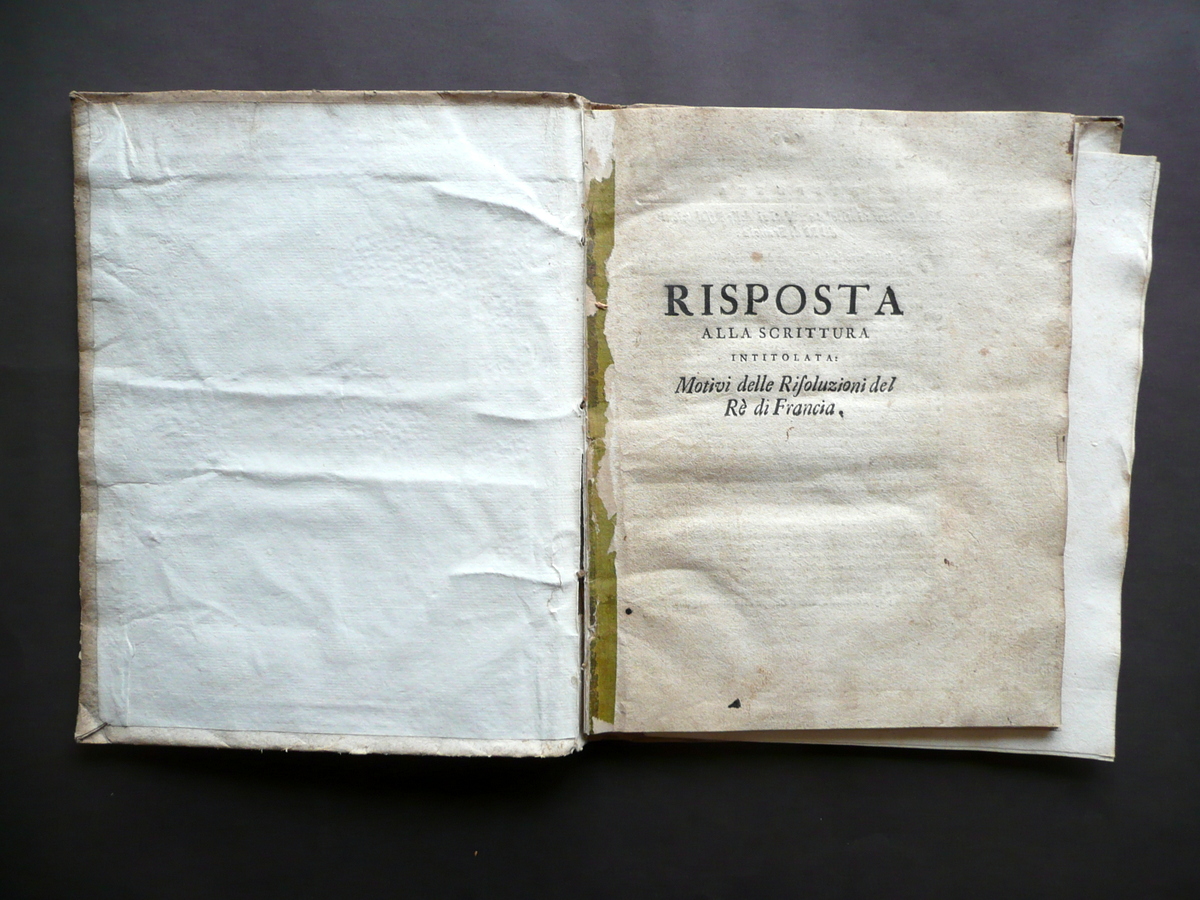 RISPOSTA
ALLA SCRITTURA
INTITOLATA:
Motivi delle Riſoluzioni del
Rè di Francia.